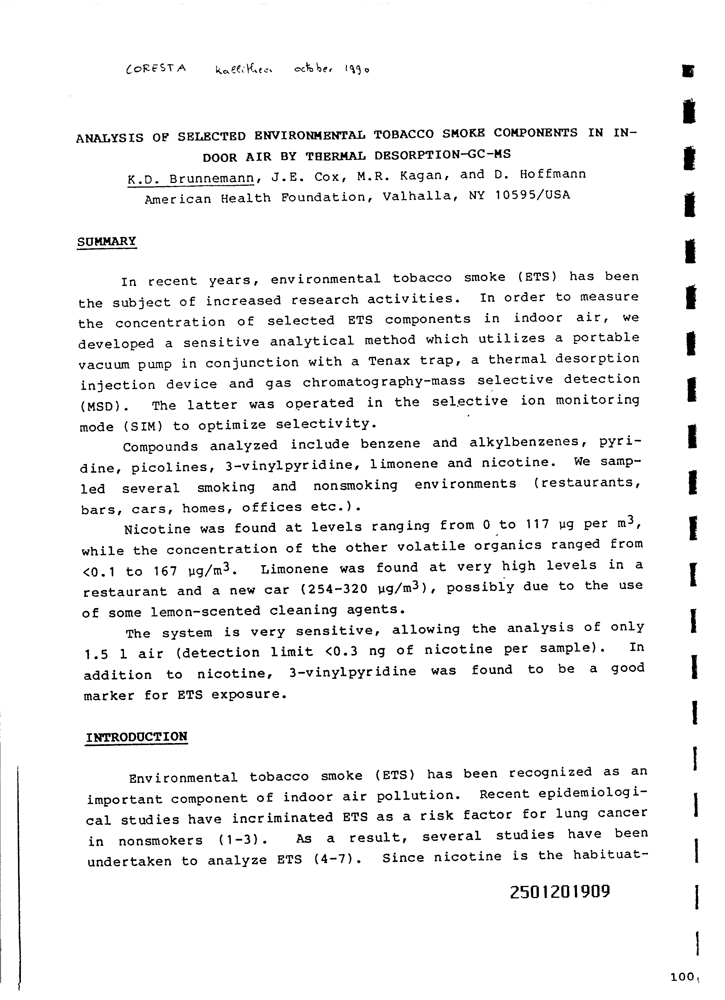 CORESTA Kallithea october 1990
ANALYSIS OF SELECTED ENVIRONMENTAL TOBACCO SMOKE COMPONENTS IN IN-
DOOR AIR BY THERMAL DESORPTION-GC-MS
K.D. Brunnemann, J.E. Cox, M.R. Kagan, and D. Hoffmann
American Health Foundation, Valhalla, NY 10595/USA
SUMMARY
In recent years, environmental tobacco smoke (ETS) has been
the subject of increased research activities. In order to measure
the concentration of selected ETS components in indoor air, we
developed a sensitive analytical method which utilizes a portable
vacuum pump in conjunction with a Tenax trap, a thermal desorption
injection device and gas chromatography-mass selective detection
(MSD). The latter was operated in the selective ion monitoring
mode (SIM) to optimize selectivity.
Compounds analyzed include benzene and alkylbenzenes, pyri-
dine, picolines, 3-vinylpyridine, limonene and nicotine. We samp-
led several smoking and nonsmoking environments (restaurants,
bars, cars, homes, offices etc.).
Nicotine was found at levels ranging from 0 to 117 µg per m³,
while the concentration of the other volatile organics ranged from
<0.1 to 167 µg/m³. Limonene was found at very high levels in a
restaurant and a new car (254-320 µg/m³), possibly due to the use
of some lemon-scented cleaning agents.
The system is very sensitive, allowing the analysis of only
1.5 l air (detection limit <0.3 ng of nicotine per sample). In
addition to nicotine, 3-vinylpyridine was found to be a good
marker for ETS exposure.
INTRODUCTION
Environmental tobacco smoke (ETS) has been recognized as an
important component of indoor air pollution. Recent epidemiologi-
cal studies have incriminated ETS as a risk factor for lung cancer
in nonsmokers (1-3). As a result, several studies have been
undertaken to analyze ETS (4-7). Since nicotine is the habituat-
2501201909
100